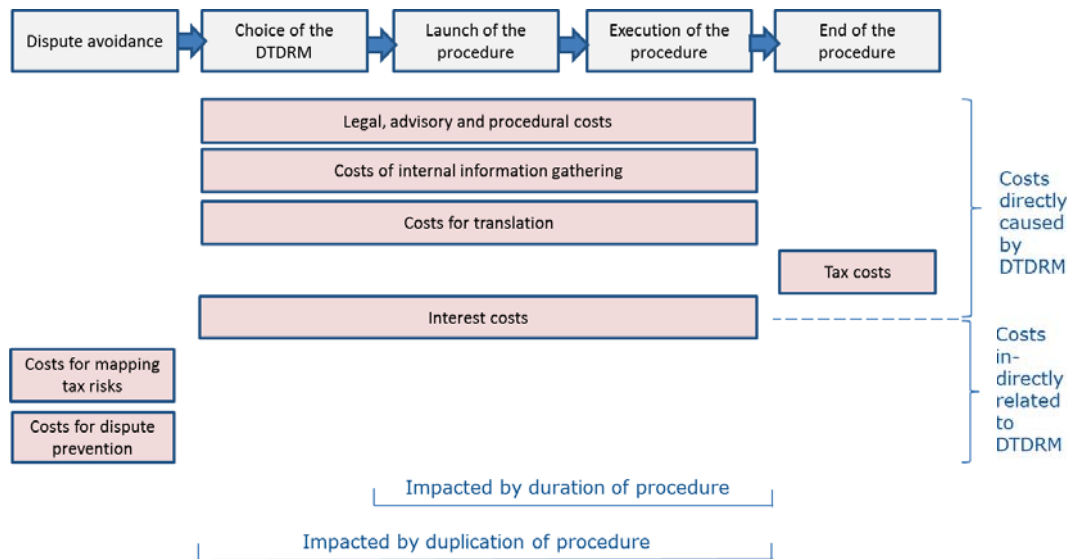 Dispute avoidance
Choice of the
DTDRM
Launch of the
procedure
Execution of the
procedure
End of the
procedure
Legal, advisory and procedural costs
Costs of internal information gathering
Costs for translation
Tax costs
Interest costs
Costs for mapping
tax risks
Costs for dispute
prevention
Costs
directly
caused
by
DTDRM
Costs
in-
directly
related
to
DTDRM
Impacted by duration of procedure
Impacted by duplication of procedure